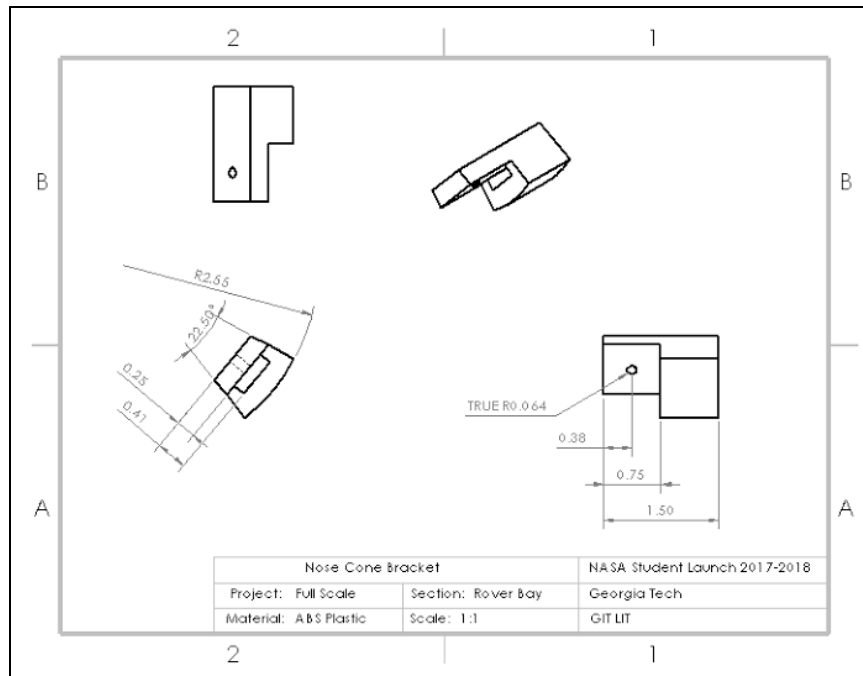 2 1
B B
R2.55
22.50°
0.25
0.41
TRUE R0.064
0.38
0.75
1.50
A A
Nose Cone Bracket NASA Student Launch 2017-2018
Project: Full Scale Section: Rover Bay Georgia Tech
Material: ABS Plastic Scale: 1:1 GIT LIT
2 1